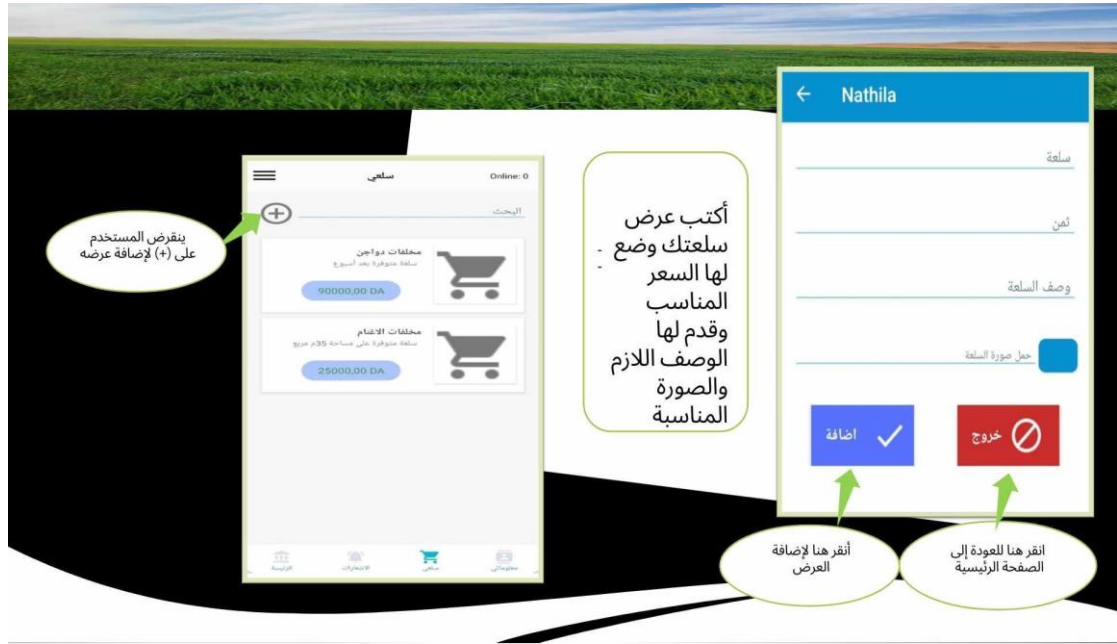 Nathila
سلعة
ثمن
وصف السلعة
حمل صورة السلعة
خروج
اضافة
انقر هنا للعودة إلى
الصفحة الرئيسية
أنقر هنا لإضافة
العرض
أكتب عرض
سلعتك وضع
لها السعر
المناسب
وقدم لها
الوصف اللازم
والصورة
المناسبة
Online: 0
سلعي
البحث
مخلفات دواجن
سلعة متوفرة بعد أسبوع
90000,00 DA
مخلفات الاغنام
سلعة متوفرة على مساحة 35م مربع
25000,00 DA
معلوماتي
سلعي
الاشعارات
الرئيسة
ينقرض المستخدم
على (+) لإضافة عرضه